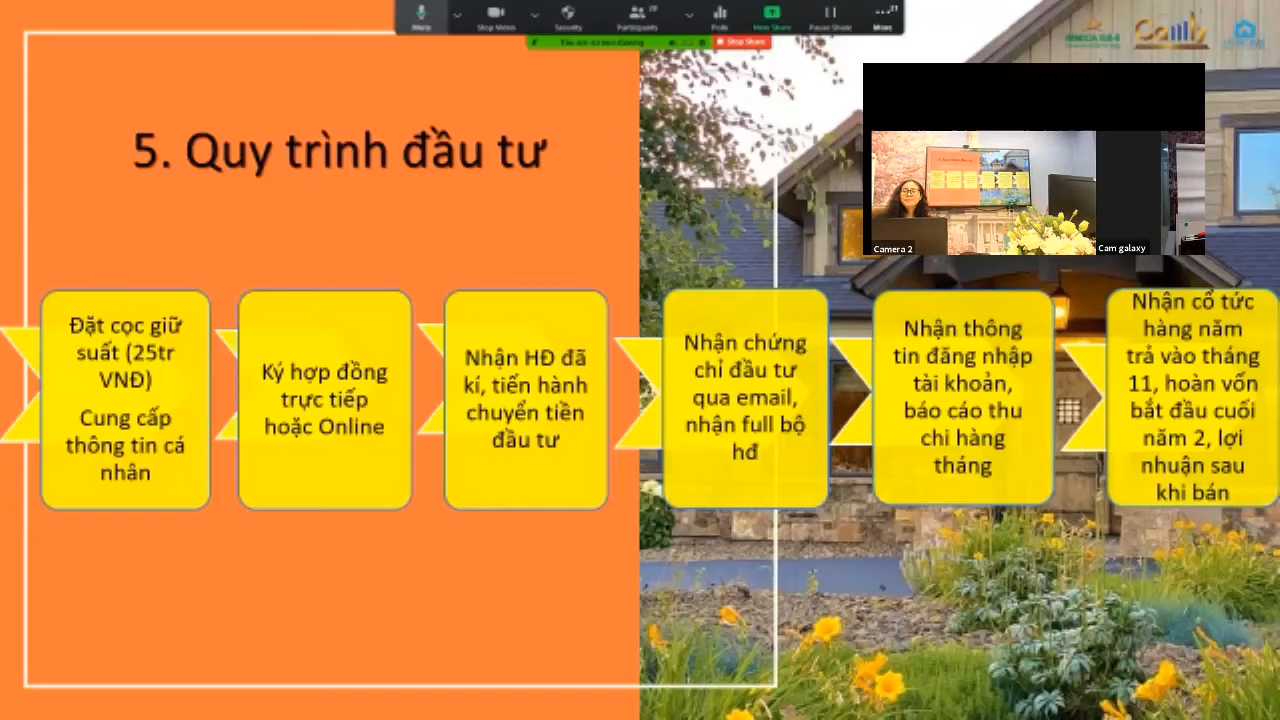 Mute
Stop Video
Security
Participants
Polls
New Share
Pause Share
More
You are screen sharing
Stop Share
5. Quy trình đầu tư
Camera 2
Cam galaxy
Đặt cọc giữ
suất (25tr
VNĐ)
Cung cấp
thông tin cá
nhân
Ký hợp đồng
trực tiếp
hoặc Online
Nhận HĐ đã
kí, tiến hành
chuyển tiền
đầu tư
Nhận chứng
chỉ đầu tư
qua email,
nhận full bộ
hđ
Nhận thông
tin đăng nhập
tài khoản,
báo cáo thu
chi hàng
tháng
Nhận cổ tức
hàng năm
trả vào tháng
11, hoàn vốn
bắt đầu cuối
năm 2, lợi
nhuận sau
khi bán